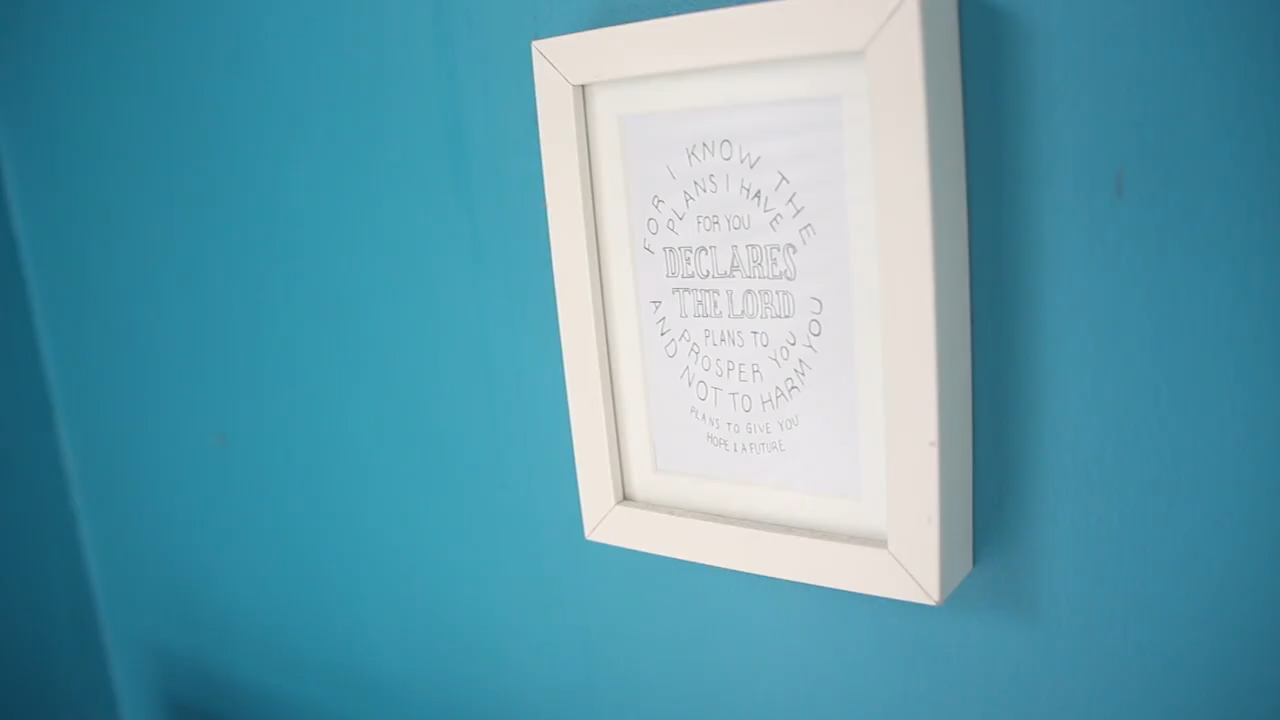 FOR I KNOW THE
PLANS I HAVE
FOR YOU
DECLARES
THE LORD
PLANS TO
PROSPER YOU
AND NOT TO HARM YOU
PLANS TO GIVE YOU
HOPE & A FUTURE